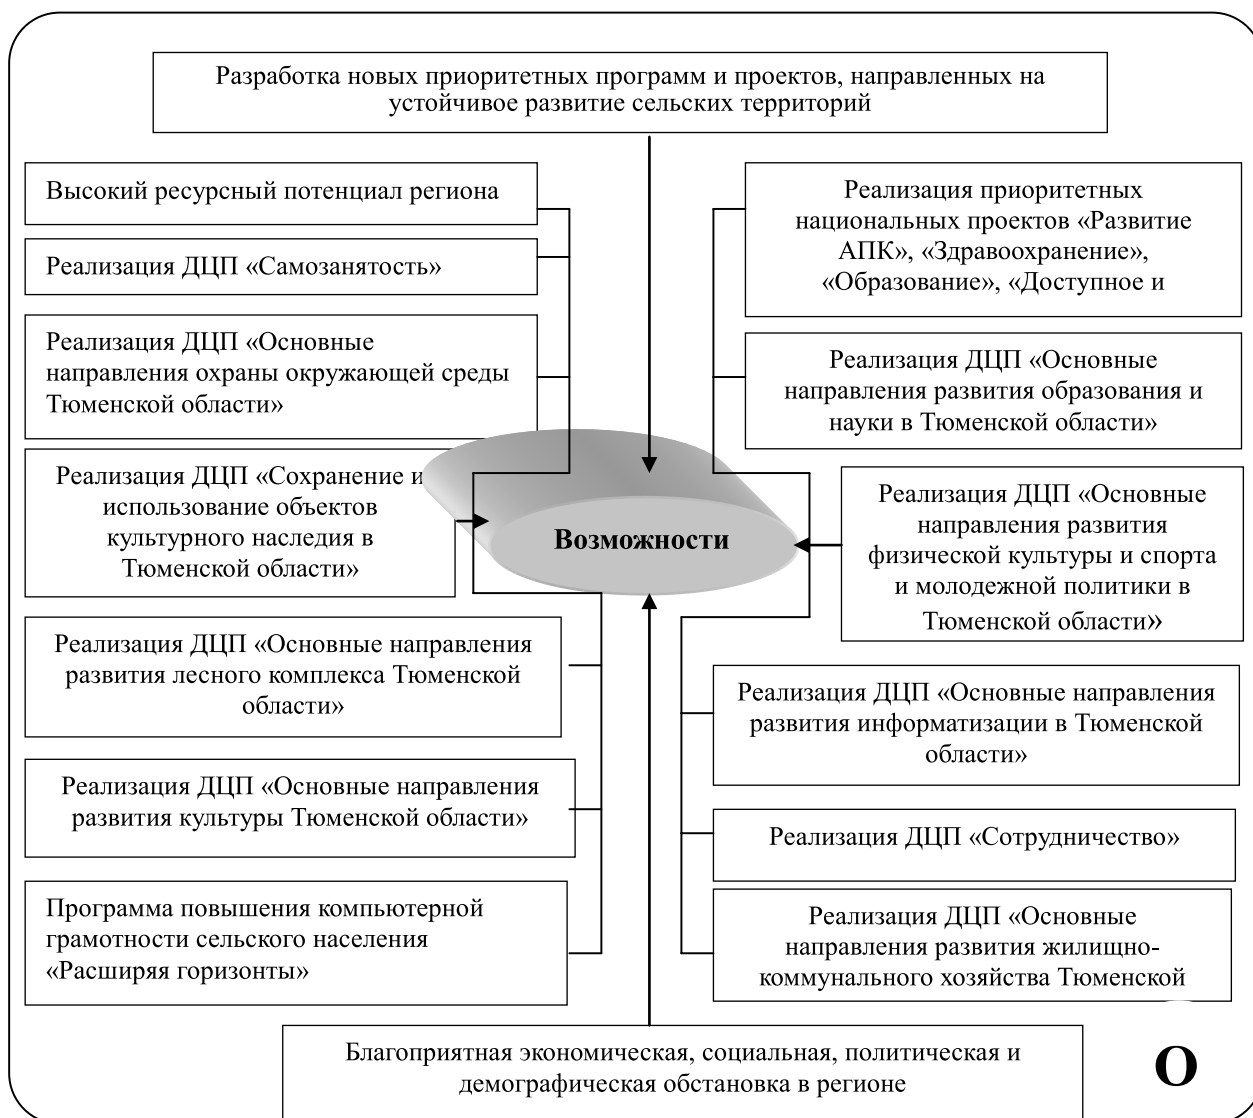 Разработка новых приоритетных программ и проектов, направленных на
устойчивое развитие сельских территорий
Высокий ресурсный потенциал региона
Реализация ДЦП «Самозанятость»
Реализация ДЦП «Основные
направления охраны окружающей среды
Тюменской области»
Реализация ДЦП «Сохранение и
использование объектов
культурного наследия в
Тюменской области»
Реализация ДЦП «Основные направления
развития лесного комплекса Тюменской
области»
Реализация ДЦП «Основные направления
развития культуры Тюменской области»
Программа повышения компьютерной
грамотности сельского населения
«Расширяя горизонты»
Возможности
Реализация приоритетных
национальных проектов «Развитие
АПК», «Здравоохранение»,
«Образование», «Доступное и
Реализация ДЦП «Основные
направления развития образования и
науки в Тюменской области»
Реализация ДЦП «Основные
направления развития
физической культуры и спорта
и молодежной политики в
Тюменской области»
Реализация ДЦП «Основные направления
развития информатизации в Тюменской
области»
Реализация ДЦП «Сотрудничество»
Реализация ДЦП «Основные
направления развития жилищно-
коммунального хозяйства Тюменской
Благоприятная экономическая, социальная, политическая и
демографическая обстановка в регионе
О